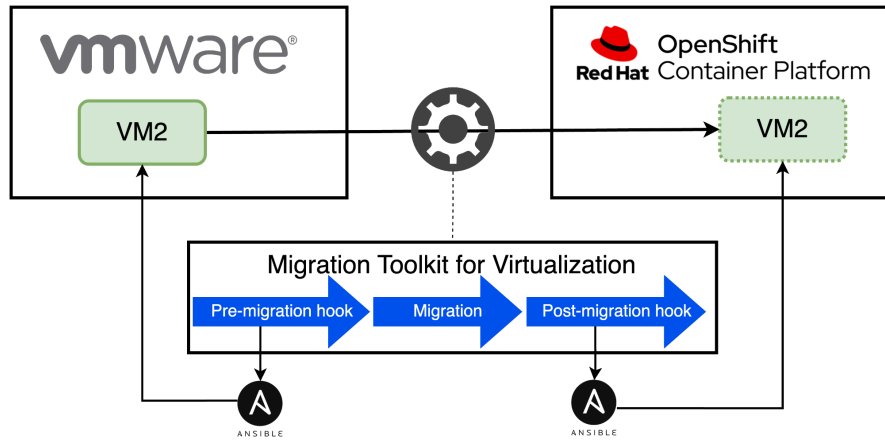 vmware®
VM2
Red Hat
OpenShift
Container Platform
VM2
Migration Toolkit for Virtualization
Pre-migration hook
Migration
Post-migration hook
ANSIBLE
ANSIBLE